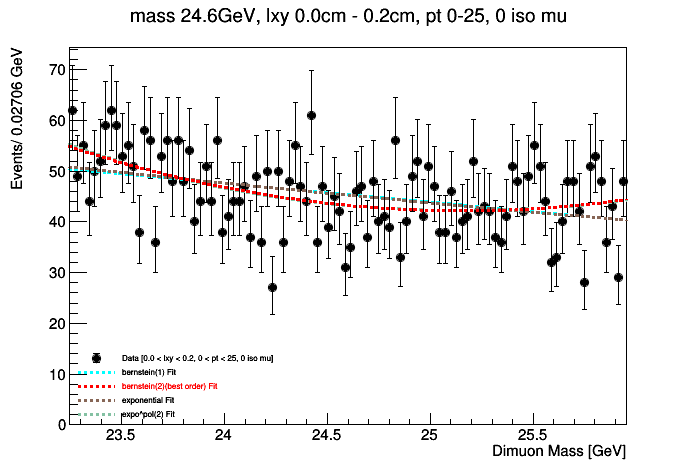 mass 24.6GeV, lxy 0.0cm - 0.2cm, pt 0-25, 0 iso mu
Events/ 0.02706 GeV
70
60
50
40
30
20
10
0
Data [0.0 < lxy < 0.2, 0 < pt < 25, 0 iso mu]
bernstein(1) Fit
bernstein(2)(best order) Fit
exponential Fit
expo*pol(2) Fit
23.5 24 24.5 25 25.5
Dimuon Mass [GeV]